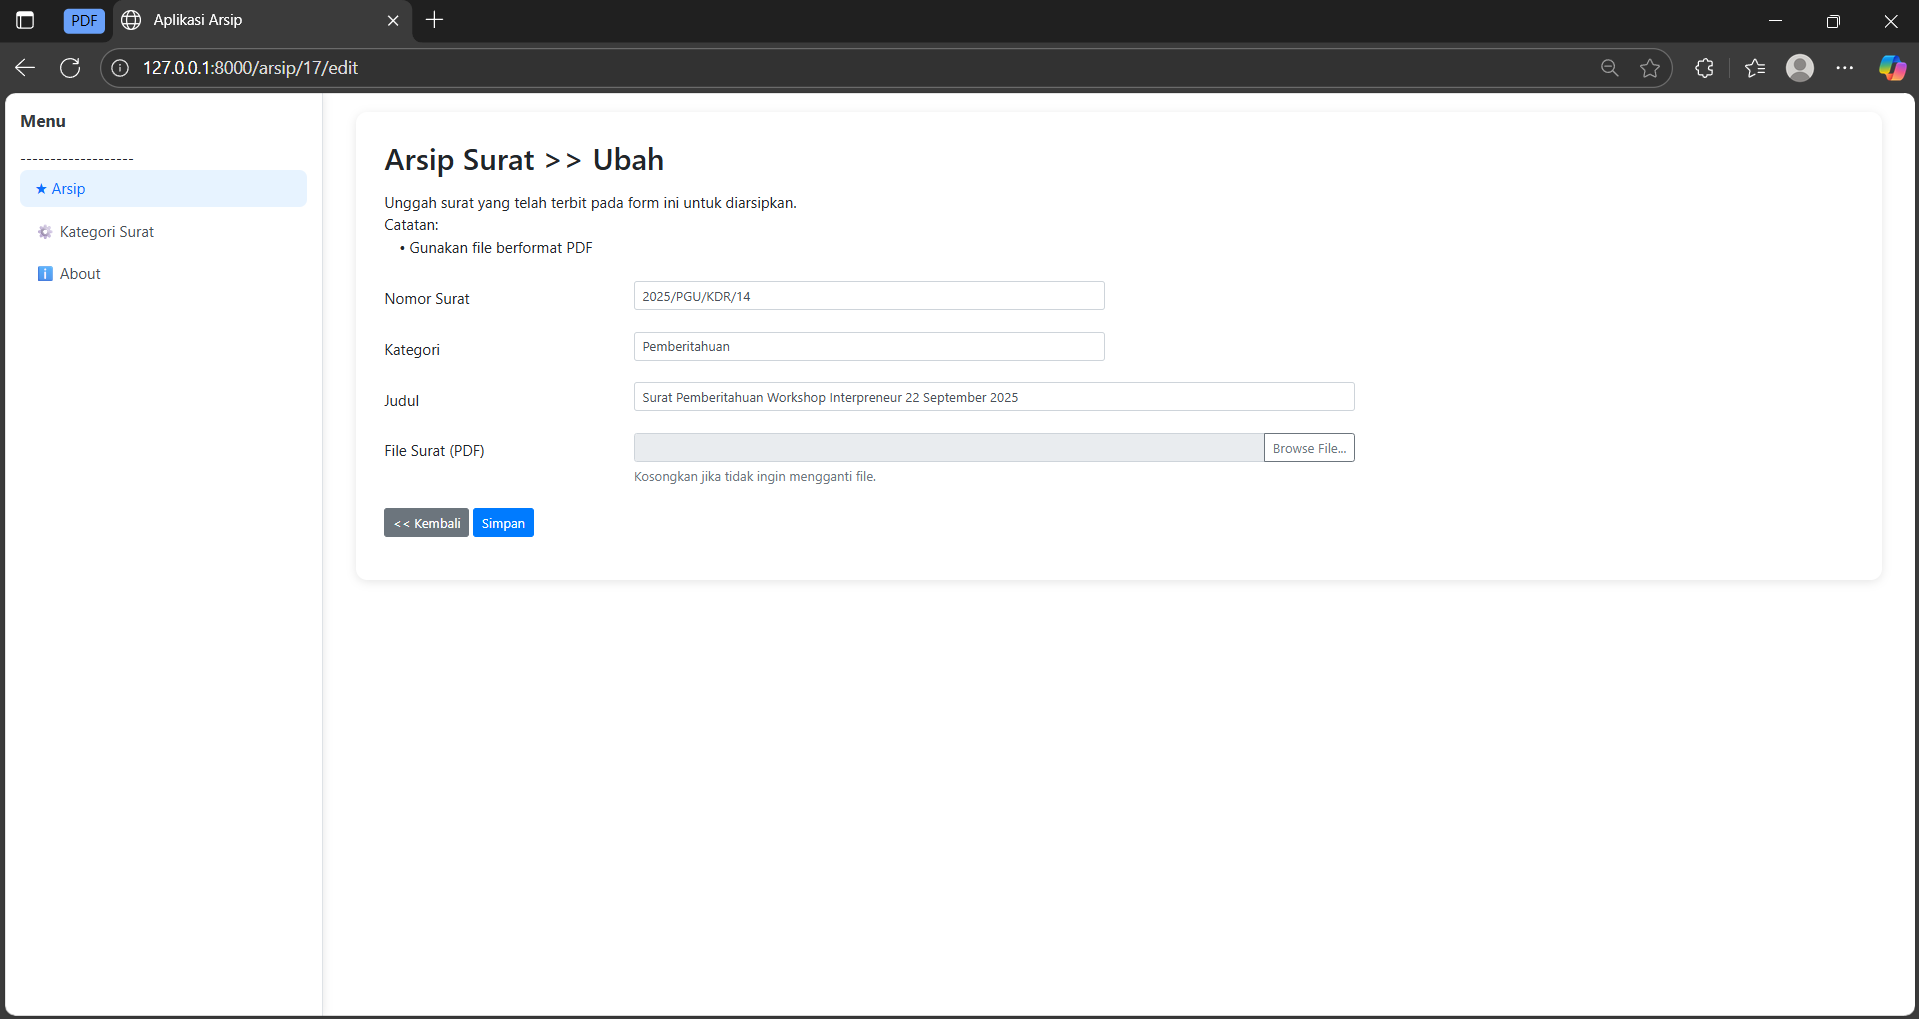 PDF
Aplikasi Arsip
127.0.0.1:8000/arsip/17/edit
Menu
-------------------
★ Arsip
Kategori Surat
About
Arsip Surat >> Ubah
Unggah surat yang telah terbit pada form ini untuk diarsipkan.
Catatan:
• Gunakan file berformat PDF
Nomor Surat
2025/PGU/KDR/14
Kategori
Pemberitahuan
Judul
Surat Pemberitahuan Workshop Interpreneur 22 September 2025
File Surat (PDF)
Browse File...
Kosongkan jika tidak ingin mengganti file.
<< Kembali
Simpan